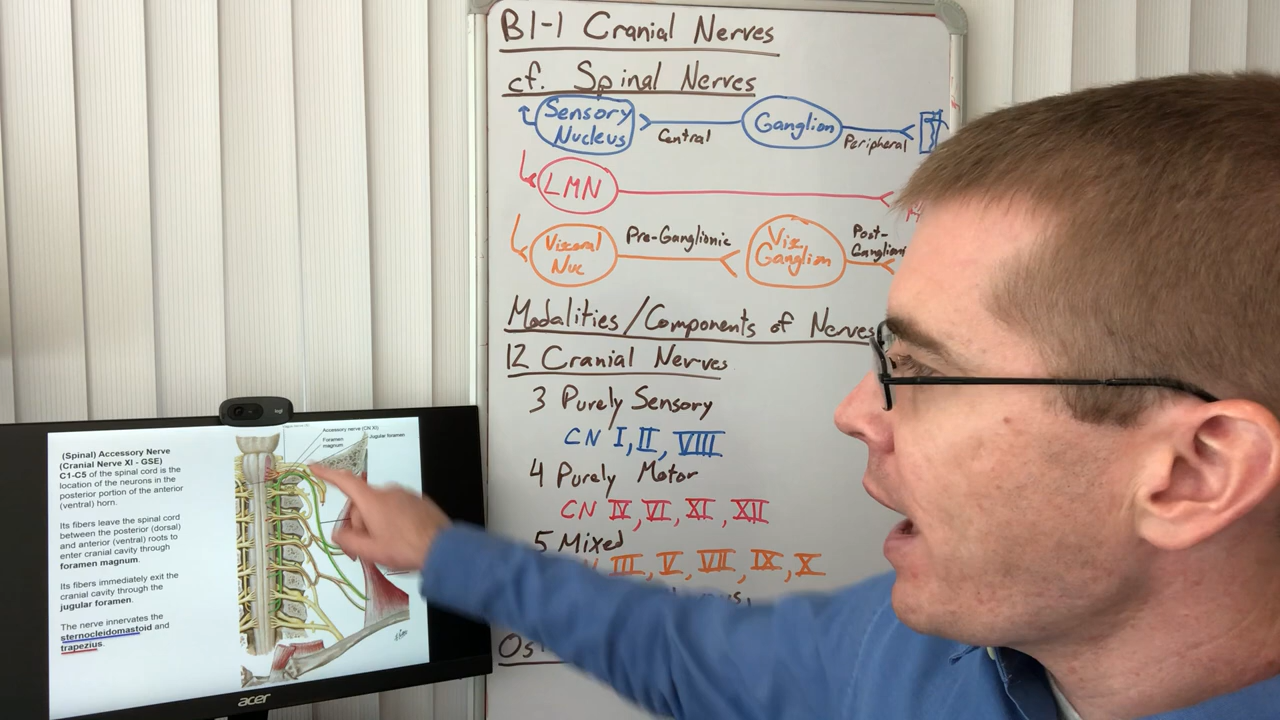 B1-1 Cranial Nerves
cf. Spinal Nerves
Sensory Nucleus
Central
Ganglion
Peripheral
LMN
Visceral Nuc
Pre-Ganglionic
Vis. Ganglion
Post-
Modalities/Components of Nerves
12 Cranial Nerves
3 Purely Sensory
CN I, II, VIII
4 Purely Motor
CN IV, VI, XI, XII
5 Mixed
III, V, VII, IX, X
(Spinal) Accessory Nerve
(Cranial Nerve XI - GSE)
C1-C5 of the spinal cord is the
location of the neurons in the
posterior portion of the anterior
(ventral) horn.
Its fibers leave the spinal cord
between the posterior (dorsal)
and anterior (ventral) roots to
enter cranial cavity through
foramen magnum.
Its fibers immediately exit the
cranial cavity through the
jugular foramen.
The nerve innervates the
sternocleidomastoid and
trapezius.
Accessory nerve (CN XI)
Foramen magnum
Jugular foramen
logi
acer